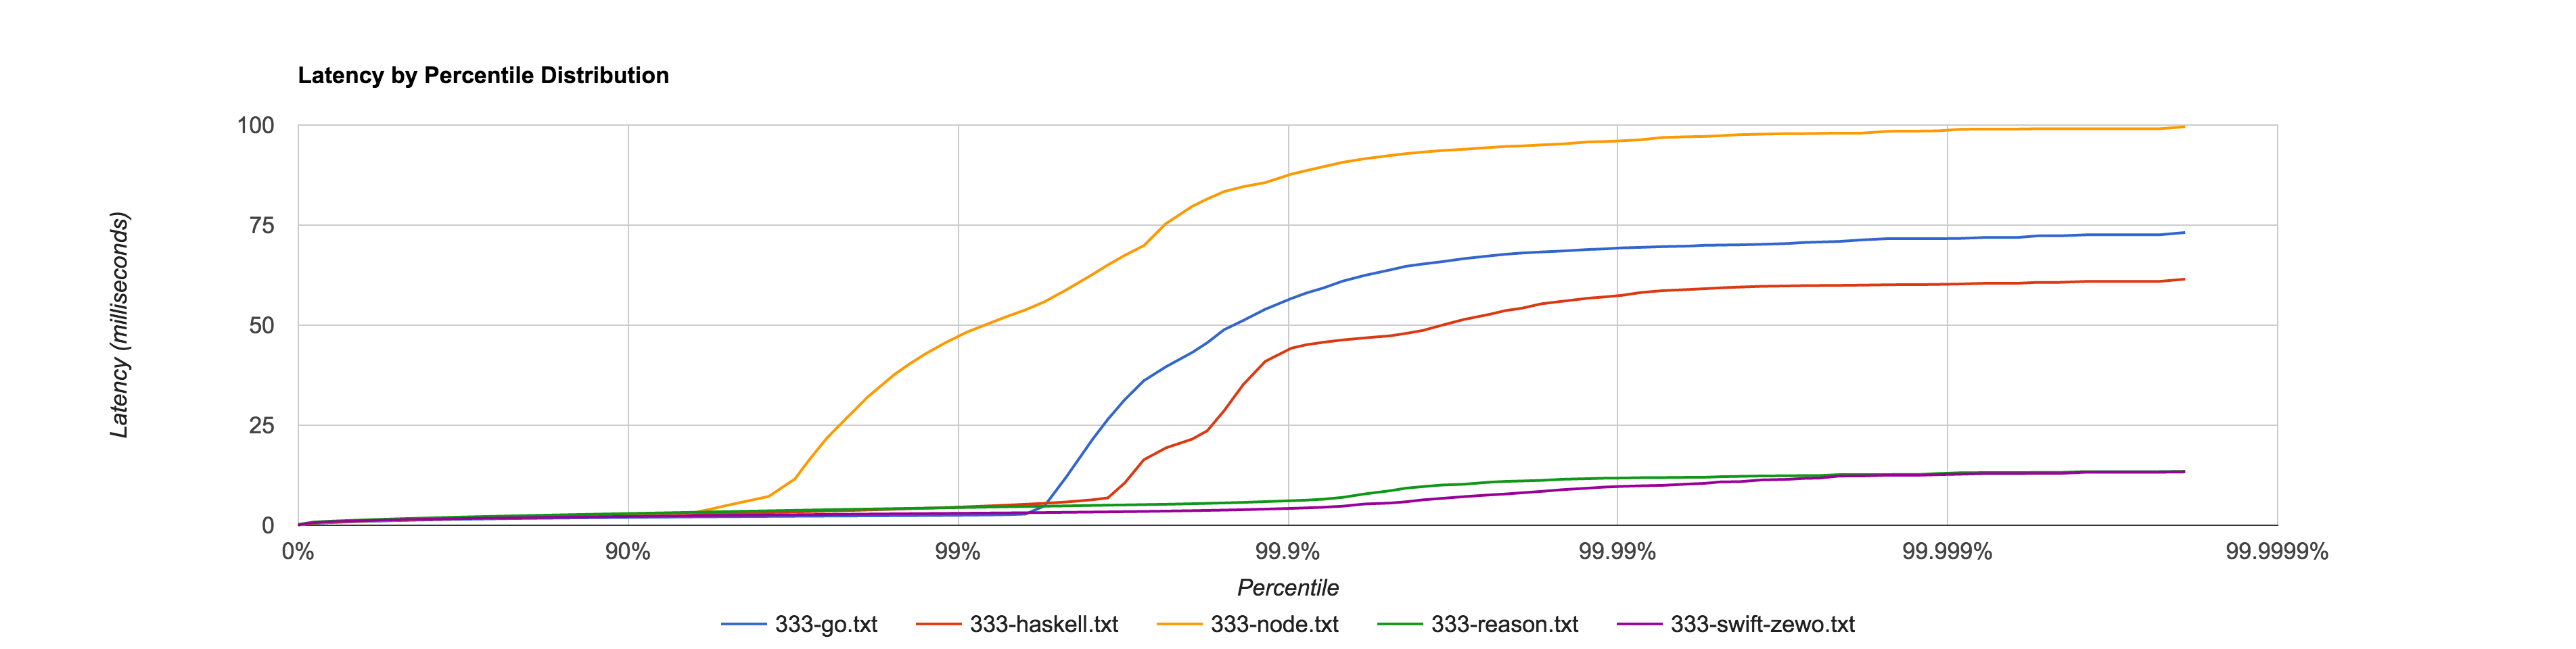 Latency by Percentile Distribution
Latency (milliseconds)
100
75
50
25
0
0% 90% 99% 99.9% 99.99% 99.999% 99.9999%
Percentile
333-go.txt 333-haskell.txt 333-node.txt 333-reason.txt 333-swift-zewo.txt